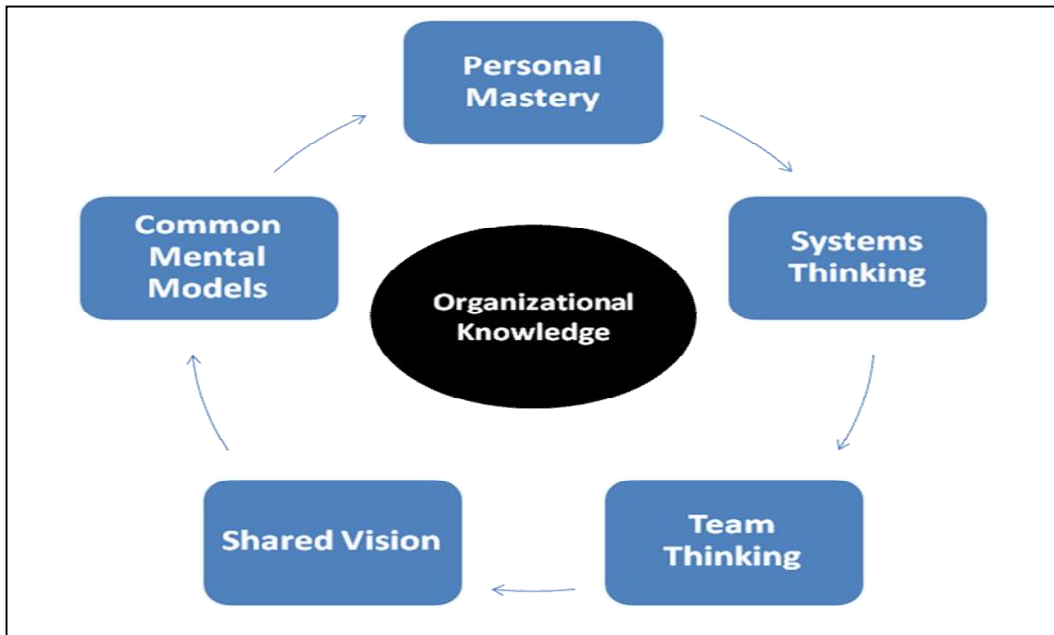 Personal
Mastery
Common
Mental
Models
Systems
Thinking
Organizational
Knowledge
Shared Vision
Team
Thinking